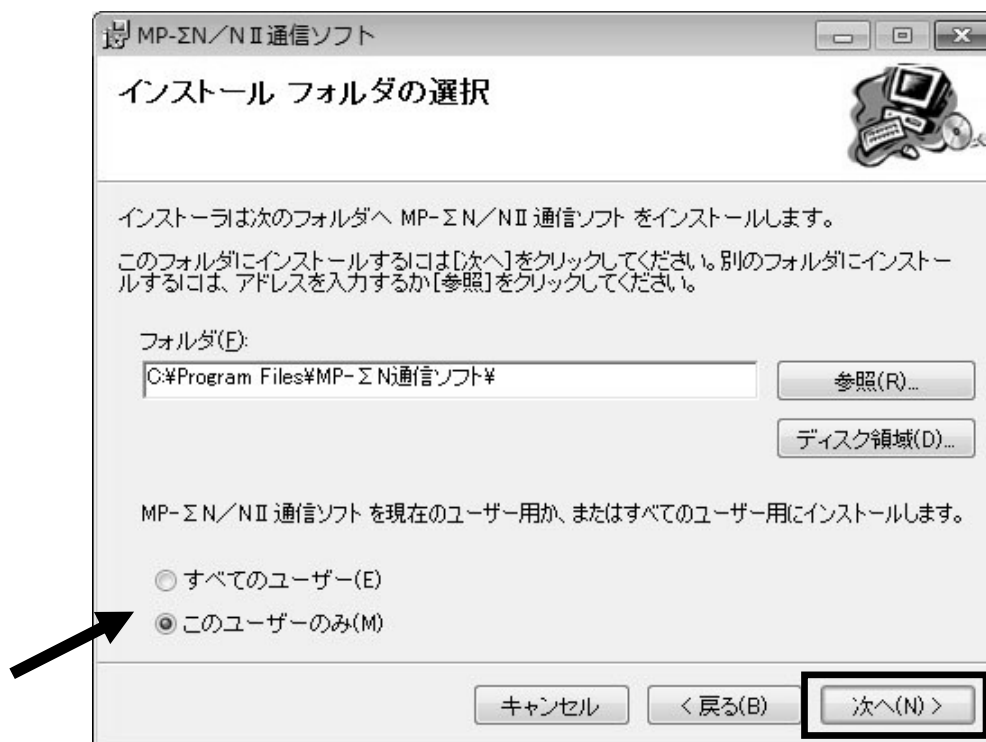 MP-ΣN／NⅡ通信ソフト
インストール フォルダの選択
インストーラは次のフォルダへ MP-ΣN／NⅡ 通信ソフト をインストールします。
このフォルダにインストールするには[次へ]をクリックしてください。別のフォルダにインストー
ルするには、アドレスを入力するか[参照]をクリックしてください。
フォルダ(F):
C:¥Program Files¥MP-ΣN通信ソフト¥
参照(R)...
ディスク領域(D)...
MP-ΣN／NⅡ 通信ソフト を現在のユーザー用か、またはすべてのユーザー用にインストールします。
すべてのユーザー(E)
このユーザーのみ(M)
キャンセル
< 戻る(B)
次へ(N) >